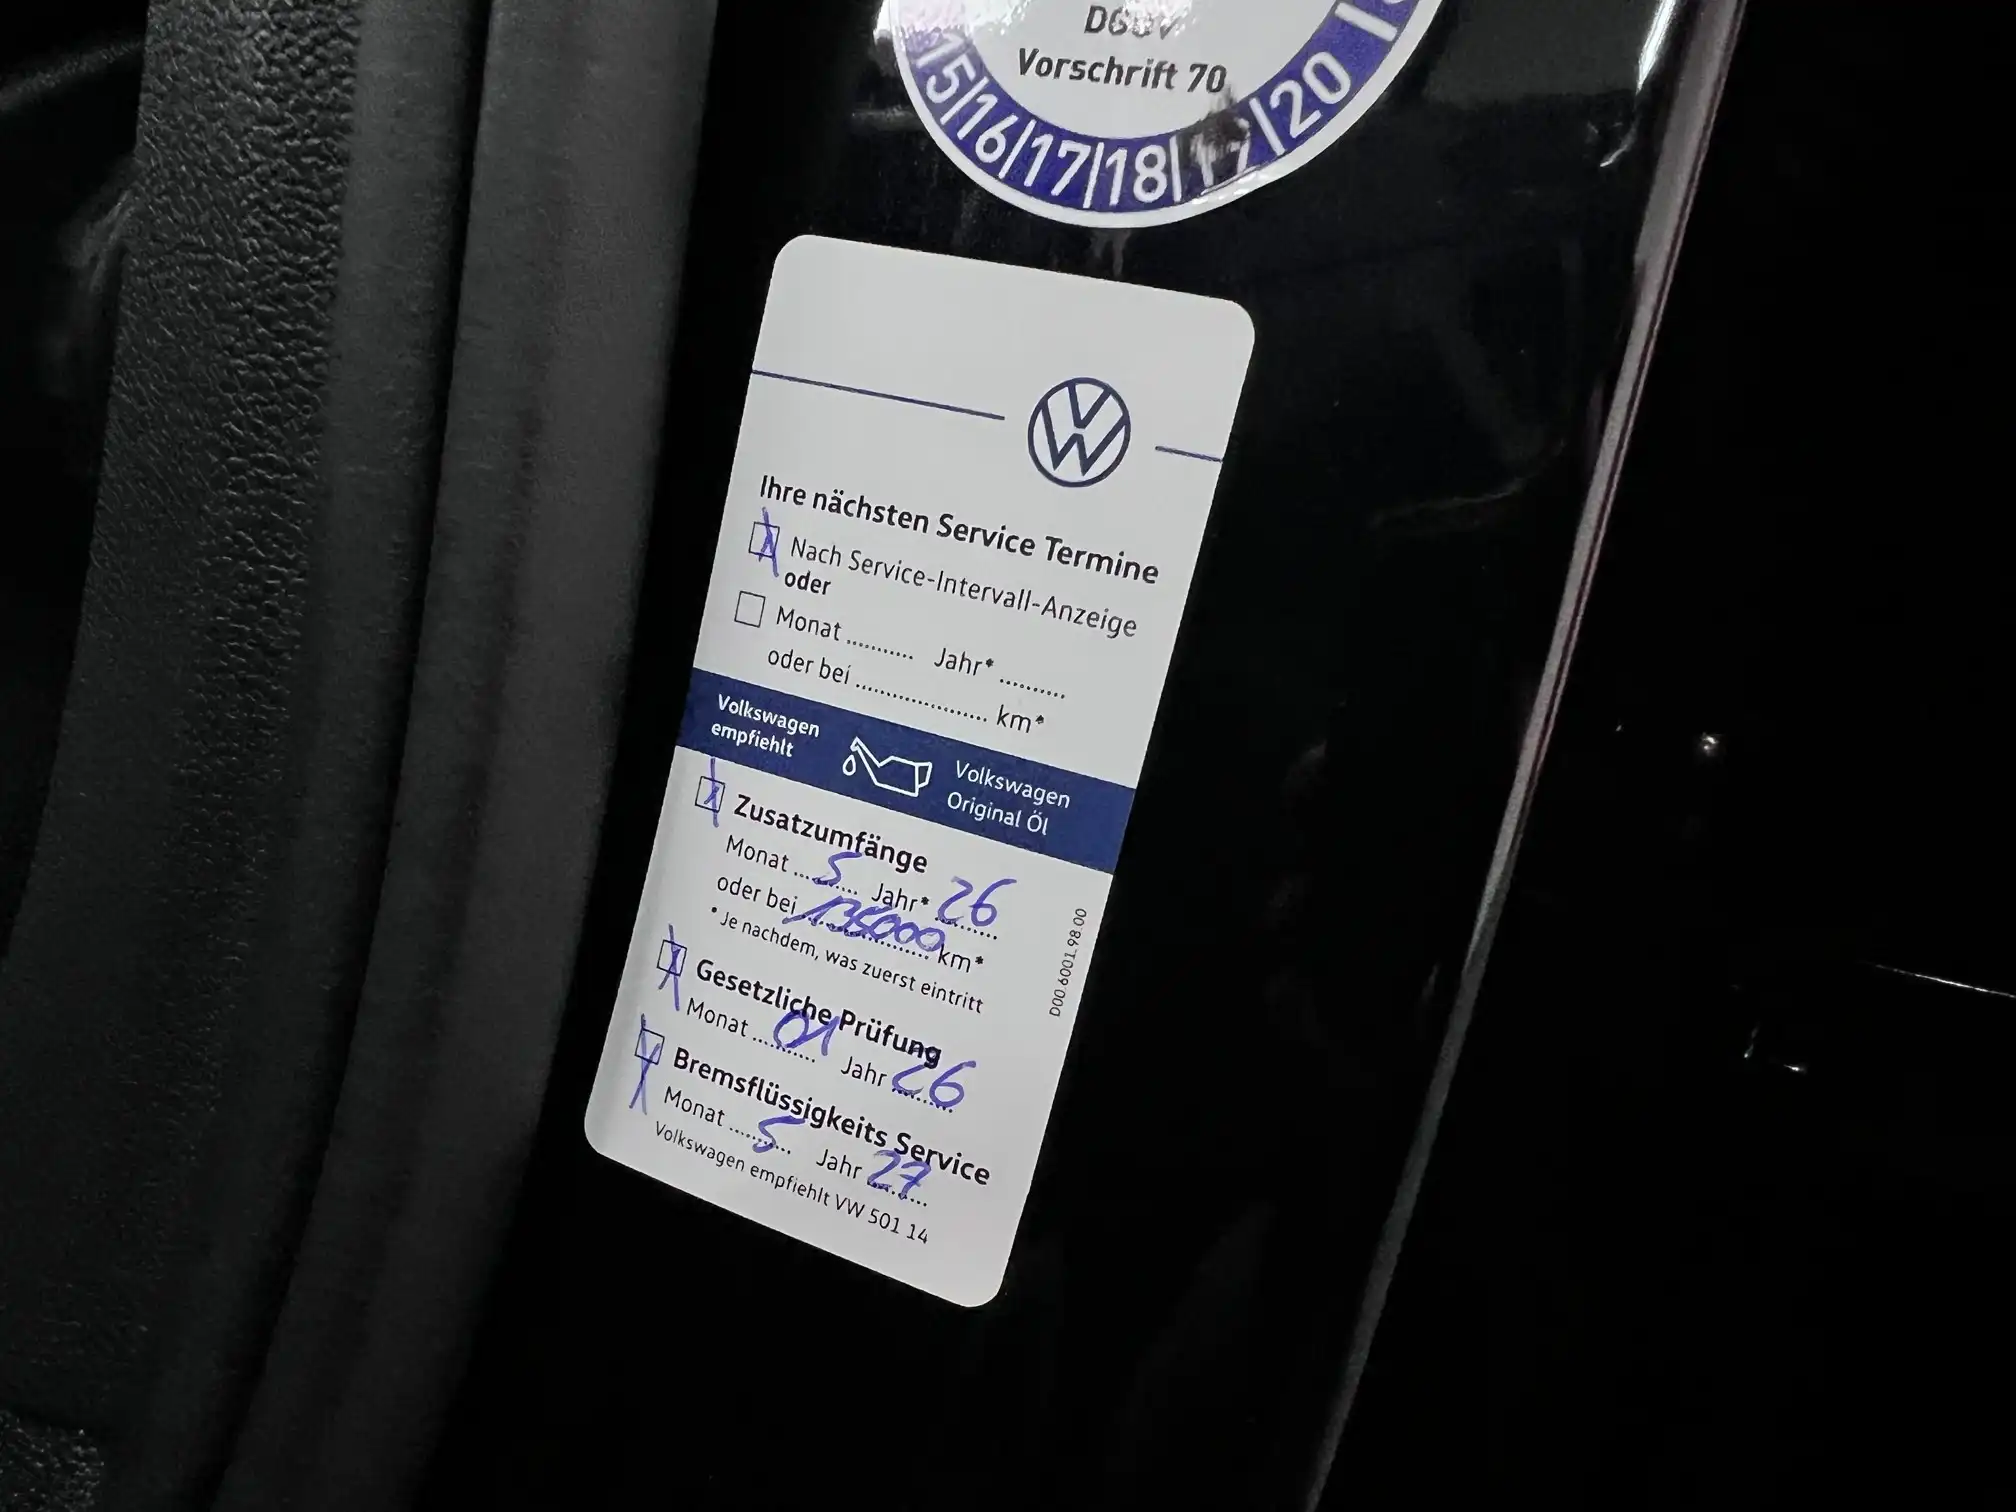 DGUV
Vorschrift 70
15|16|17|18|19|20|
Ihre nächsten Service Termine
Nach Service-Intervall-Anzeige
oder
Monat ........... Jahr* ..........
oder bei .................... km*
Volkswagen
empfiehlt
Volkswagen
Original Öl
Zusatzumfänge
Monat 5 Jahr* 26
oder bei 135000 km*
*Je nachdem, was zuerst eintritt
Gesetzliche Prüfung
Monat 01 Jahr 26
Bremsflüssigkeits Service
Monat 5 Jahr 27
Volkswagen empfiehlt VW 501 14
D00.6001.98.00